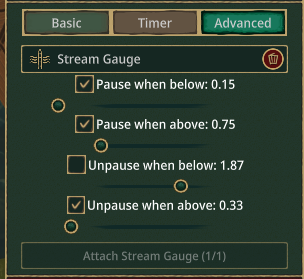 Basic Timer Advanced
Stream Gauge
Pause when below: 0.15
Pause when above: 0.75
Unpause when below: 1.87
Unpause when above: 0.33
Attach Stream Gauge (1/1)